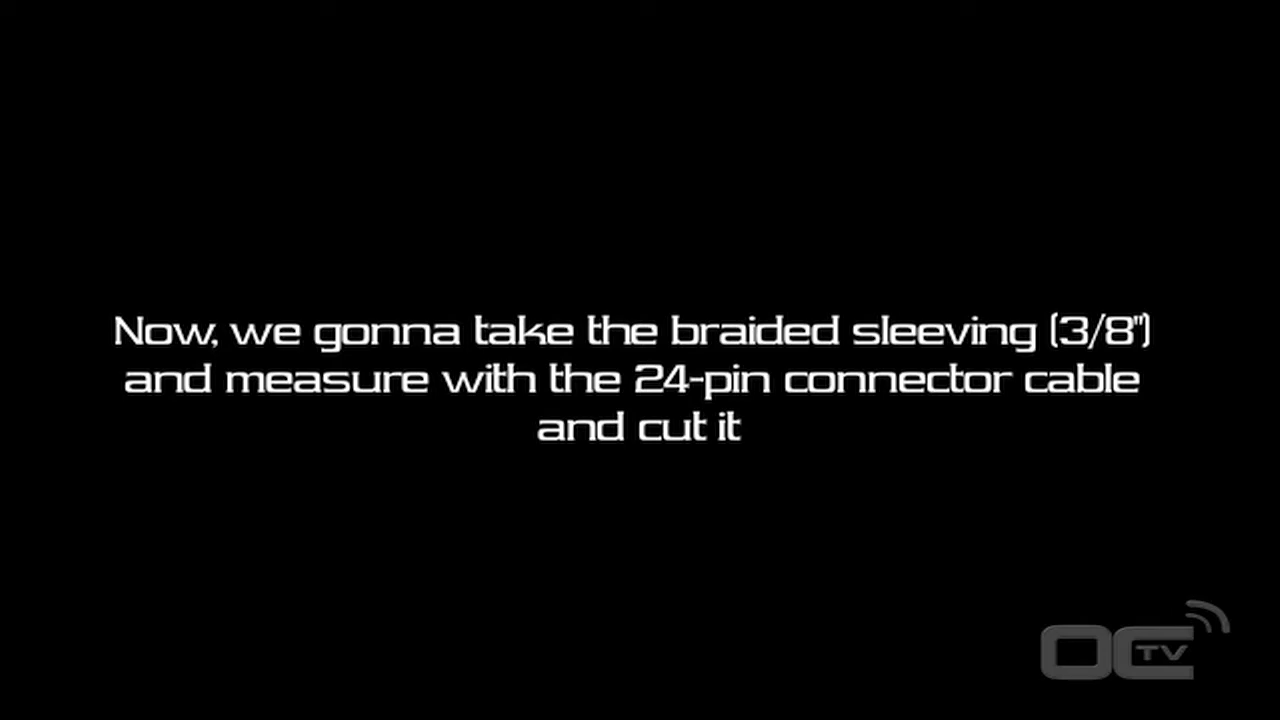 Now, we gonna take the braided sleeving (3/8")
and measure with the 24-pin connector cable
and cut it
OC TV